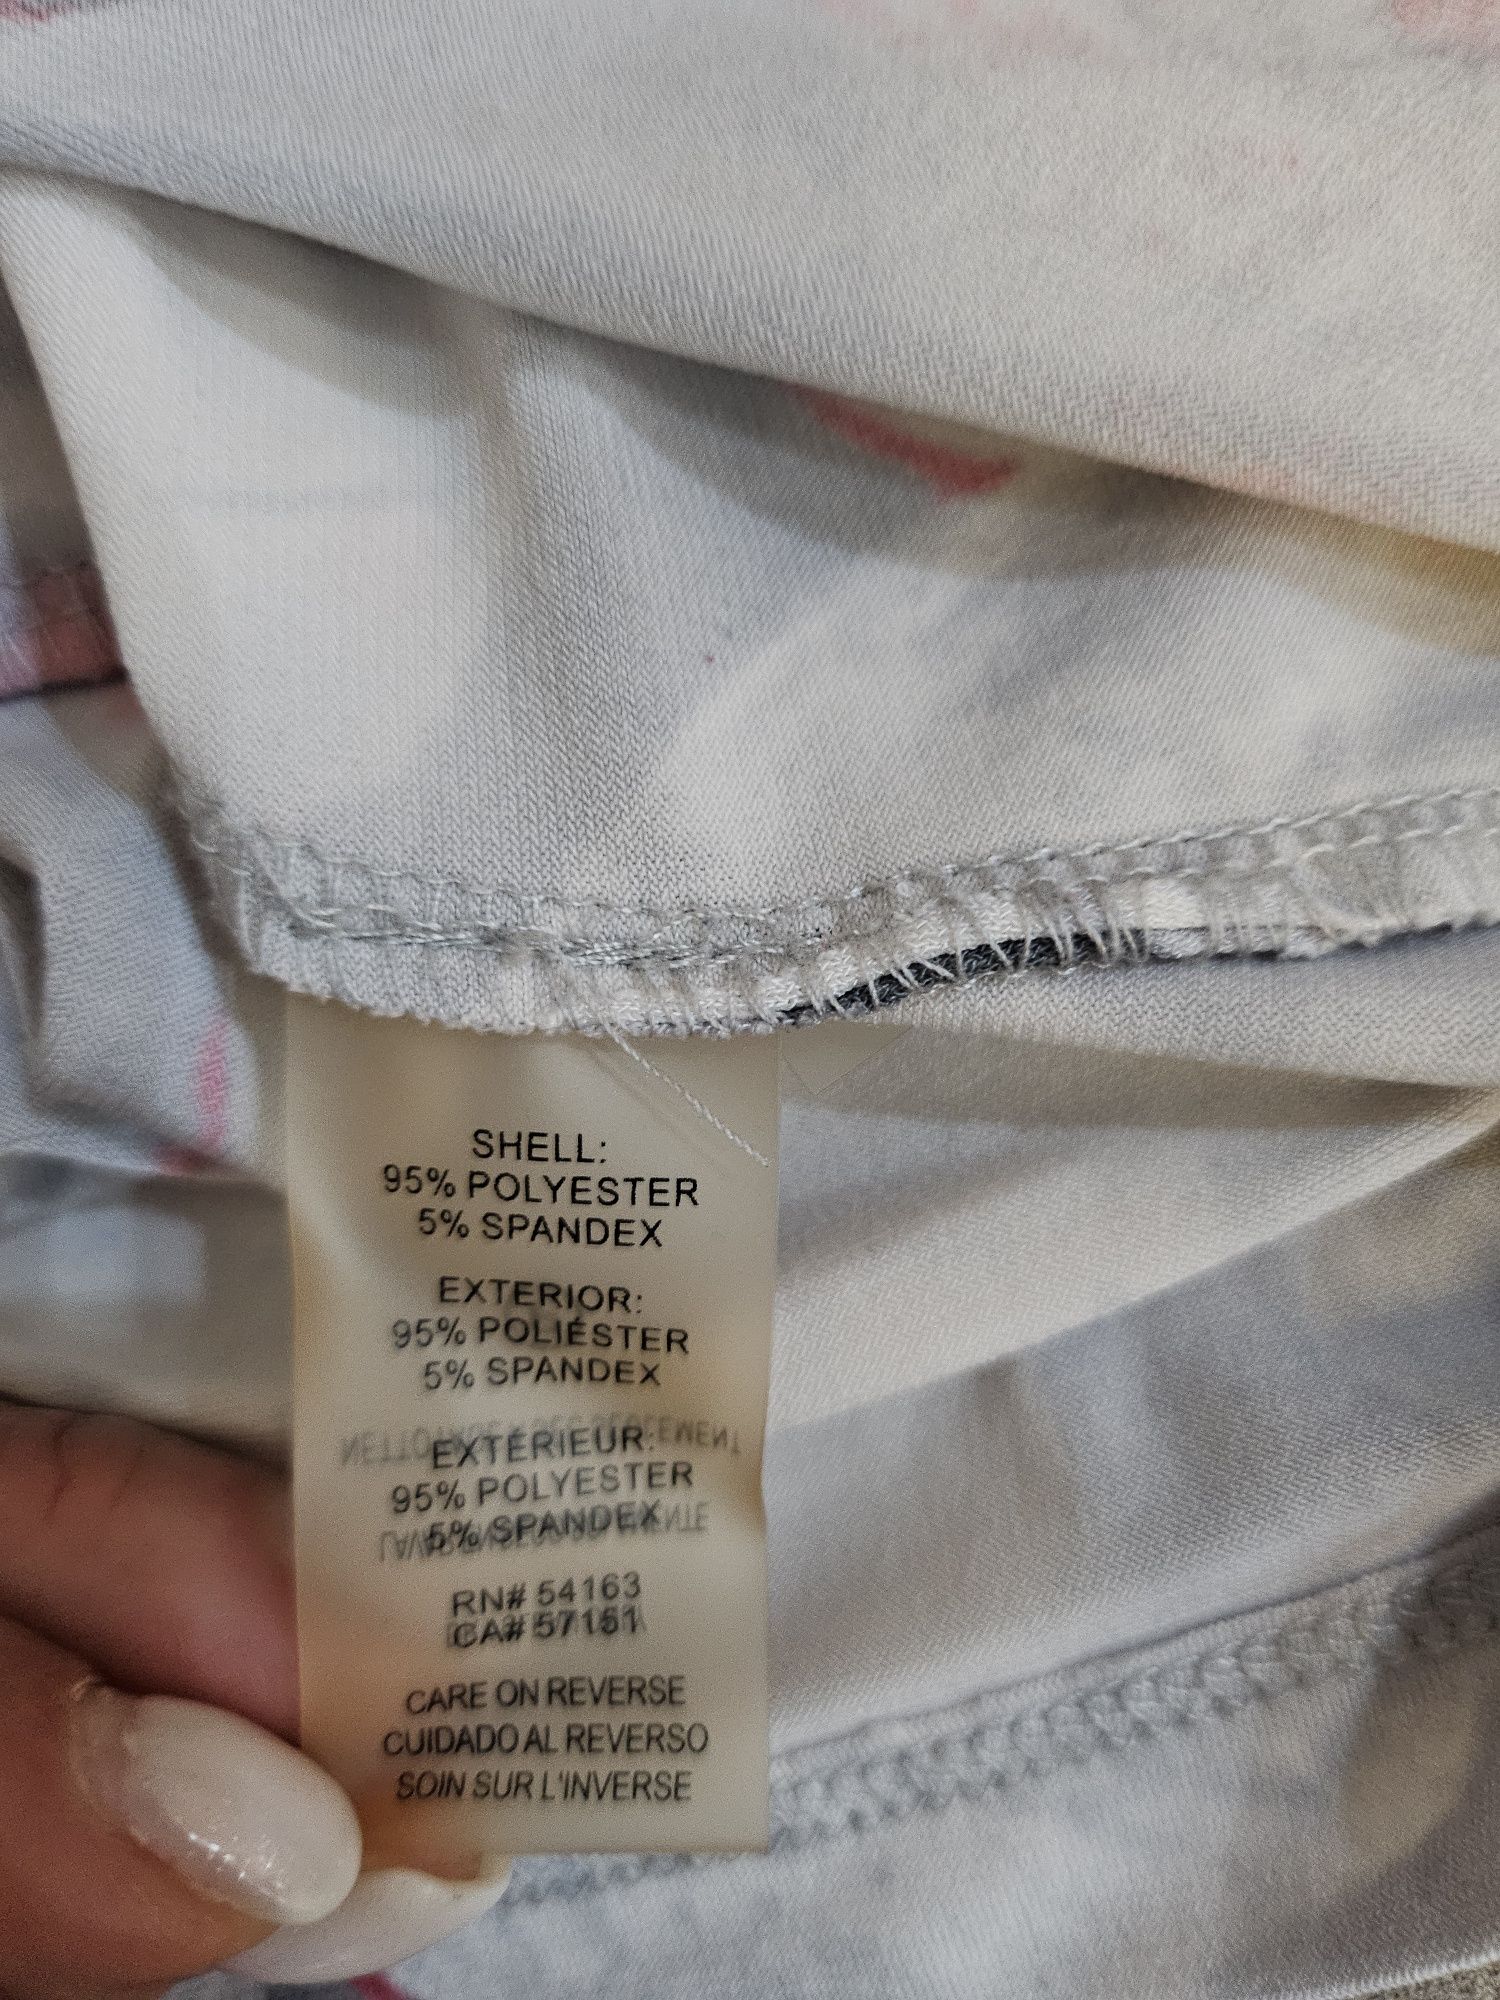 SHELL:
95% POLYESTER
5% SPANDEX
EXTERIOR:
95% POLIÉSTER
5% SPANDEX
EXTÉRIEUR:
95% POLYESTER
5% SPANDEX
RN# 54163
CA# 57151
CARE ON REVERSE
CUIDADO AL REVERSO
SOIN SUR L'INVERSE